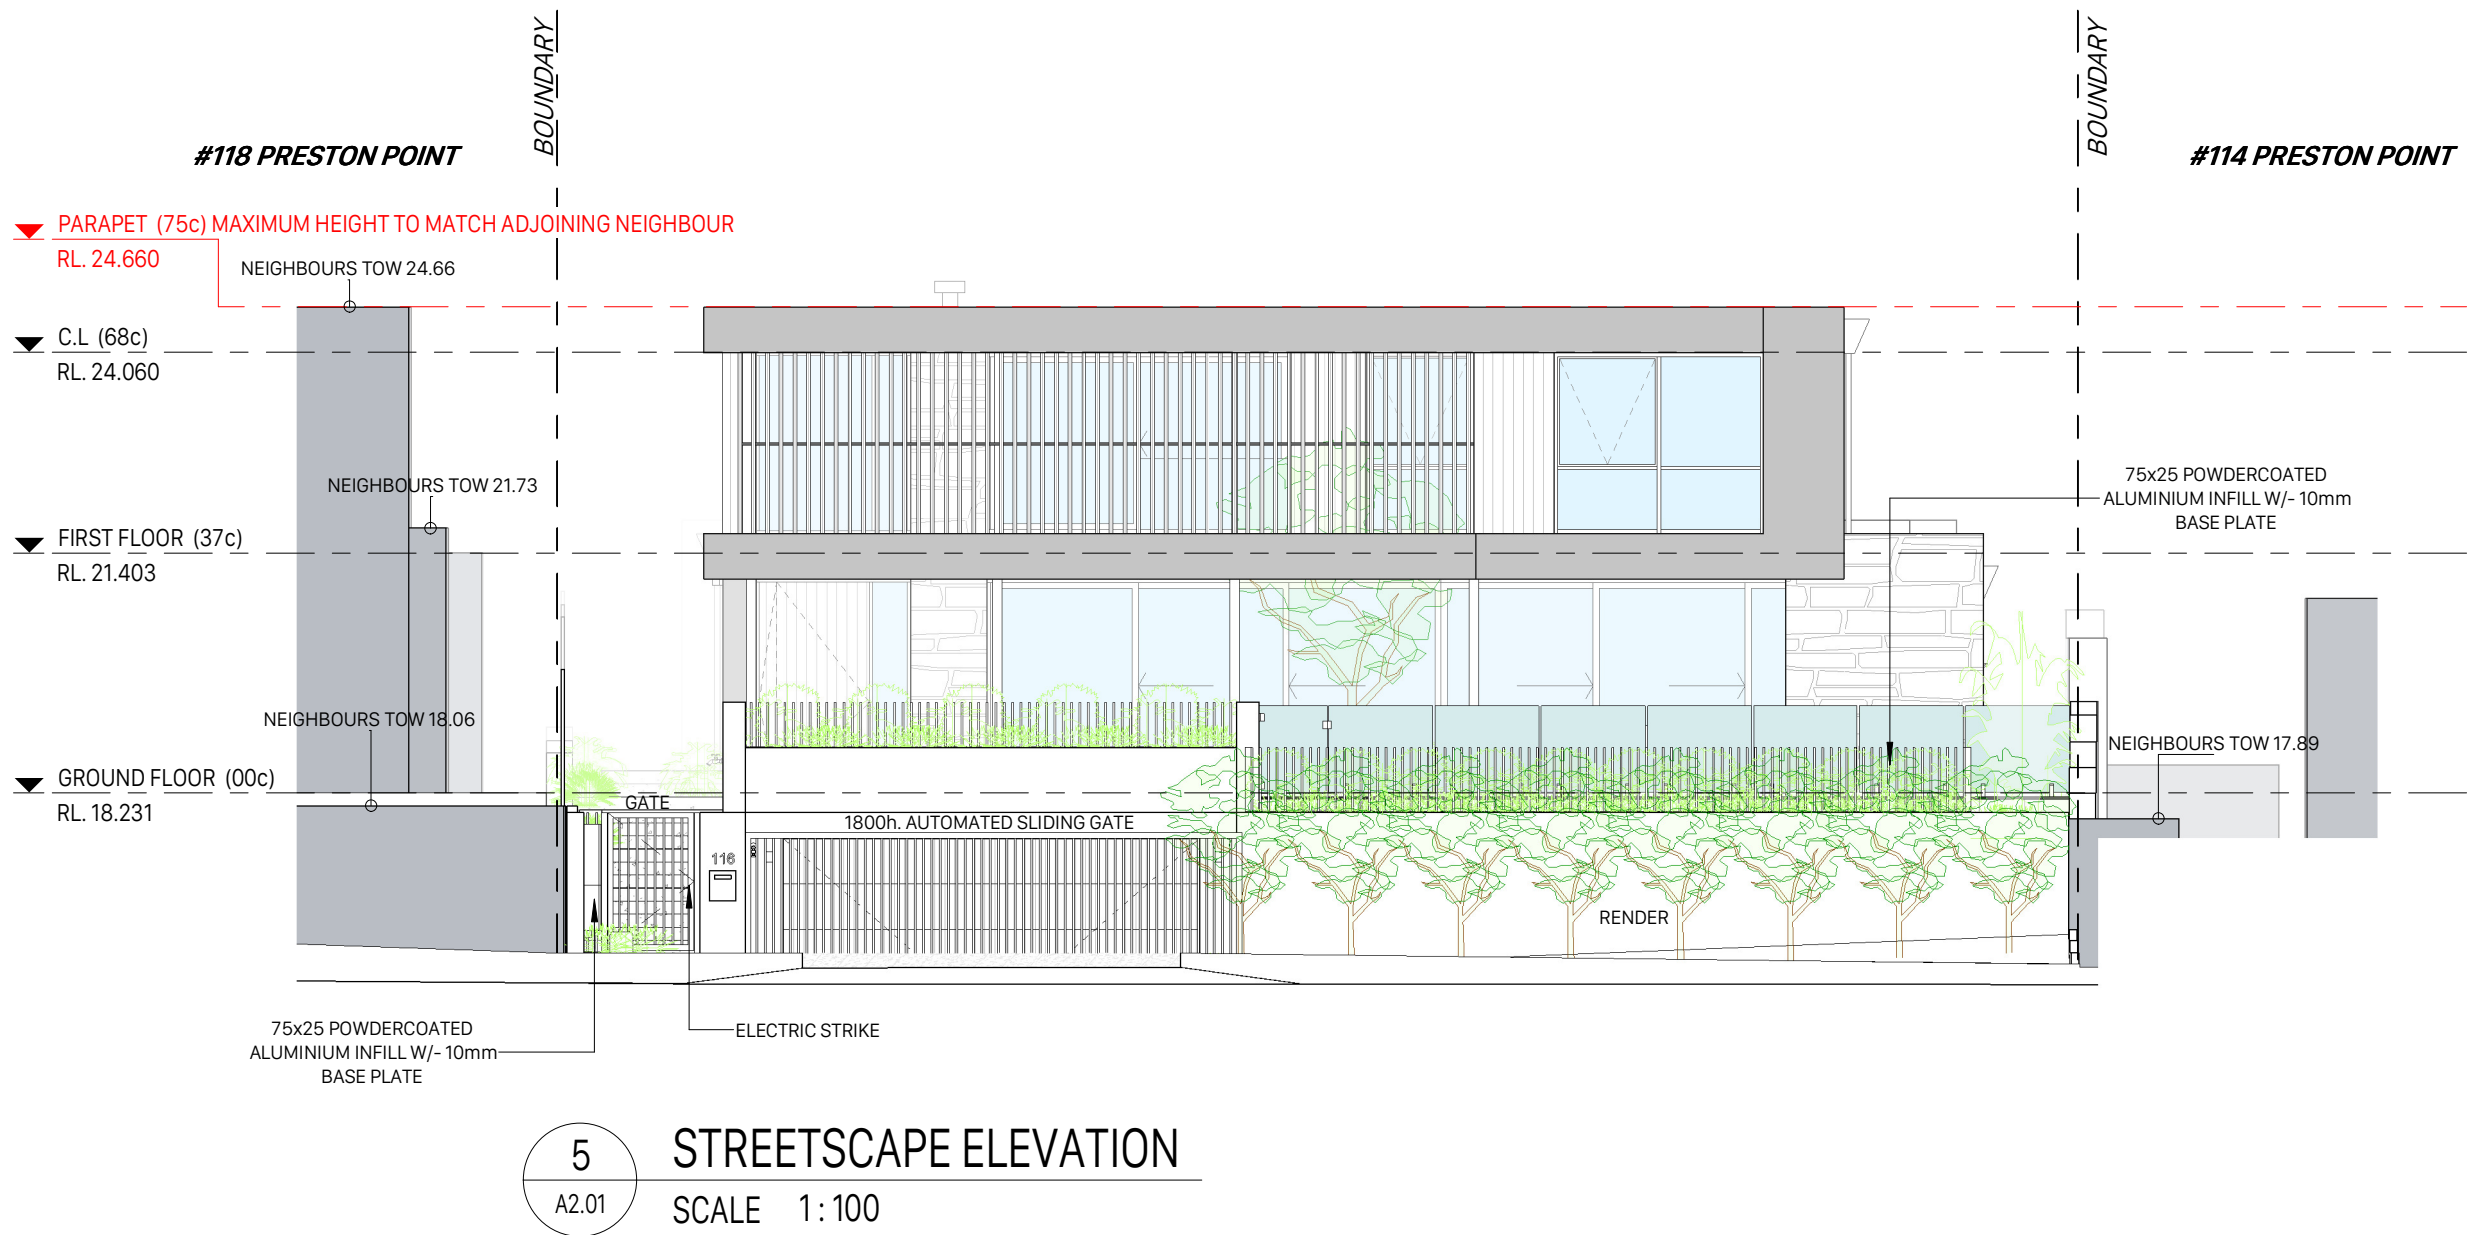 BOUNDARY
BOUNDARY
#118 PRESTON POINT
#114 PRESTON POINT
PARAPET (75c) MAXIMUM HEIGHT TO MATCH ADJOINING NEIGHBOUR
RL. 24.660
NEIGHBOURS TOW 24.66
C.L (68c)
RL. 24.060
NEIGHBOURS TOW 21.73
75x25 POWDERCOATED
ALUMINIUM INFILL W/- 10mm
BASE PLATE
FIRST FLOOR (37c)
RL. 21.403
NEIGHBOURS TOW 18.06
NEIGHBOURS TOW 17.89
GROUND FLOOR (00c)
RL. 18.231
GATE
1800h. AUTOMATED SLIDING GATE
116
RENDER
75x25 POWDERCOATED
ALUMINIUM INFILL W/- 10mm
BASE PLATE
ELECTRIC STRIKE
5
A2.01
STREETSCAPE ELEVATION
SCALE 1 : 100